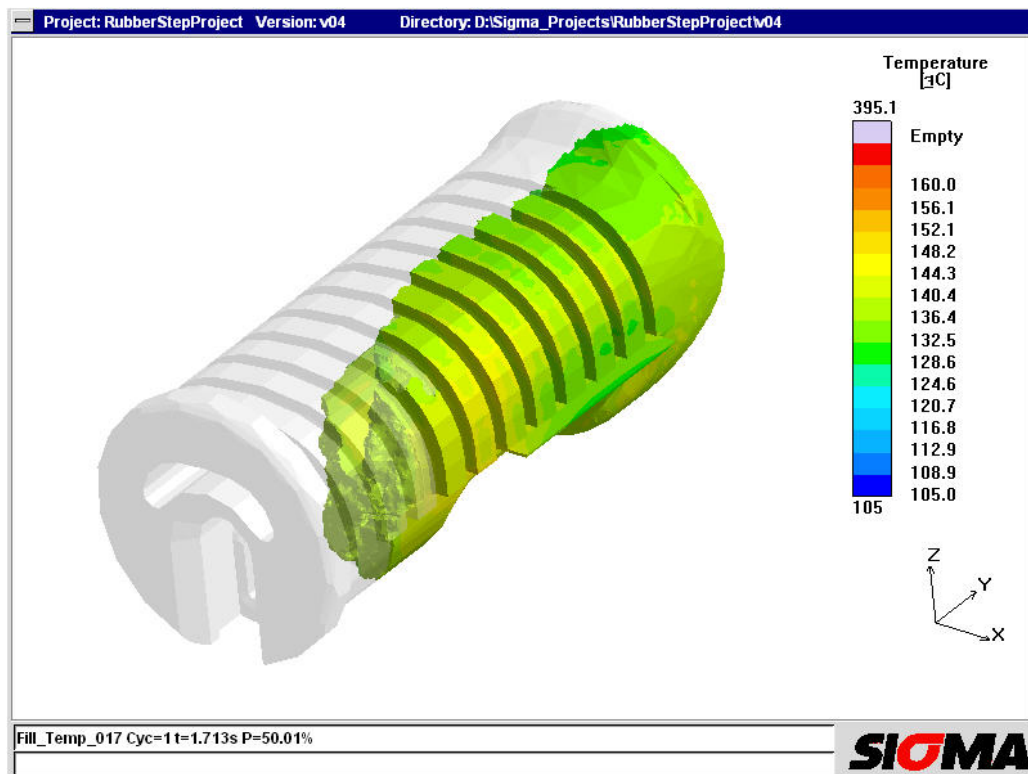 Project: RubberStepProject Version: v04 Directory: D:\Sigma_Projects\RubberStepProject\v04
Temperature
[℃]
395.1
Empty
160.0
156.1
152.1
148.2
144.3
140.4
136.4
132.5
128.6
124.6
120.7
116.8
112.9
108.9
105.0
105
Z
Y
X
Fill_Temp_017 Cyc=1 t=1.713s P=50.01%
SIGMA